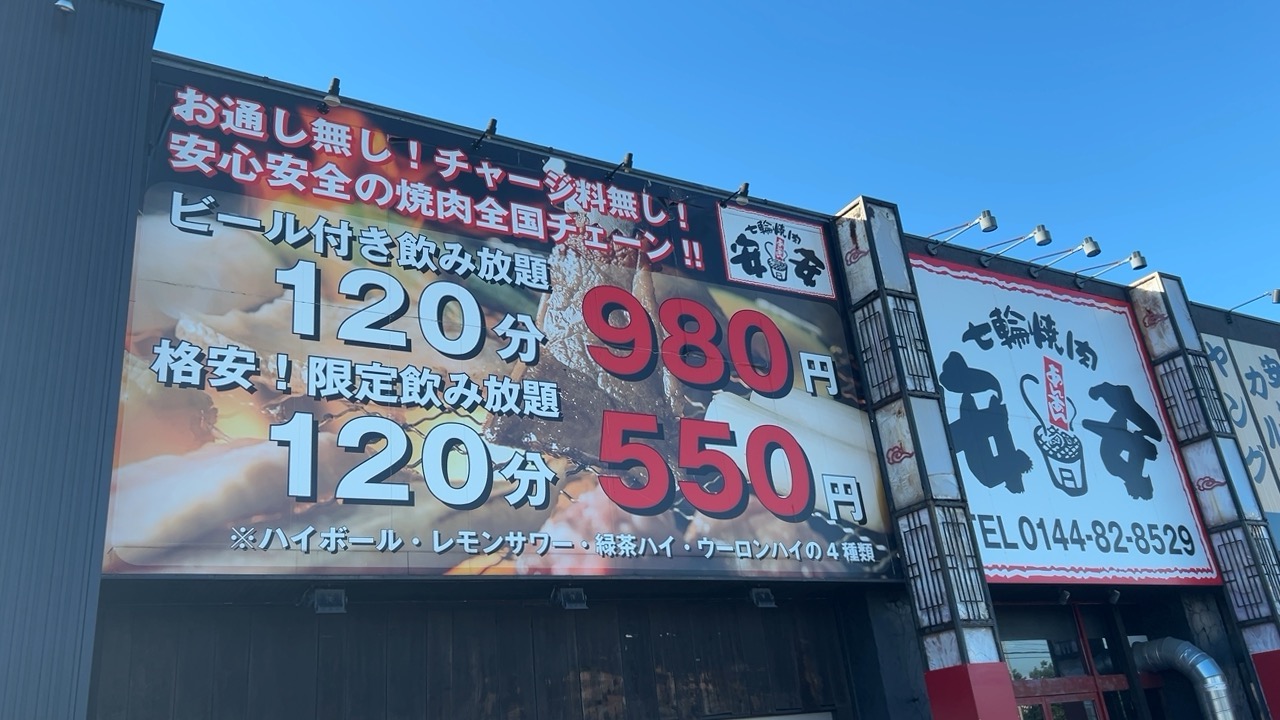 お通し無し！チャージ料無し！
安心安全の焼肉全国チェーン!!
ビール付き飲み放題
120分 980円
格安！限定飲み放題
120分 550円
※ハイボール・レモンサワー・緑茶ハイ・ウーロンハイの４種類
七輪焼肉
安安
七輪焼肉
安安
TEL0144-82-8529
ヤング